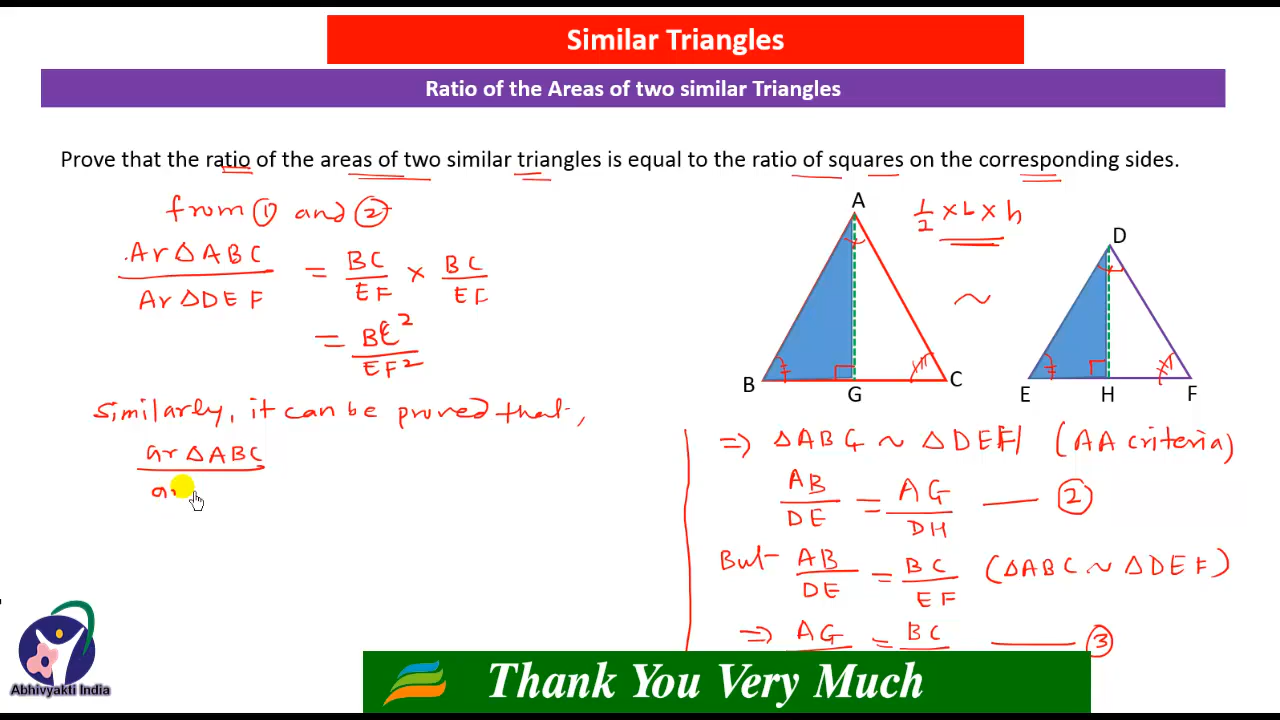 Similar Triangles
Ratio of the Areas of two similar Triangles
Prove that the ratio of the areas of two similar triangles is equal to the ratio of squares on the corresponding sides.
from ① and ②
Ar △ ABC / Ar △DEF = BC/EF × BC/EF
= BC²/EF²
Similarly, it can be proved that,
ar △ABC
ar
1/2 × b × h
A
B
G
C
~
D
E
H
F
=> △ABG ~ △DEH (AA criteria)
AB/DE = AG/DH —— ②
But AB/DE = BC/EF (△ABC ~ △DEF)
=> AG = BC —— ③
Abhivyakti India
Thank You Very Much